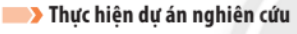 Thực hiện dự án nghiên cứu